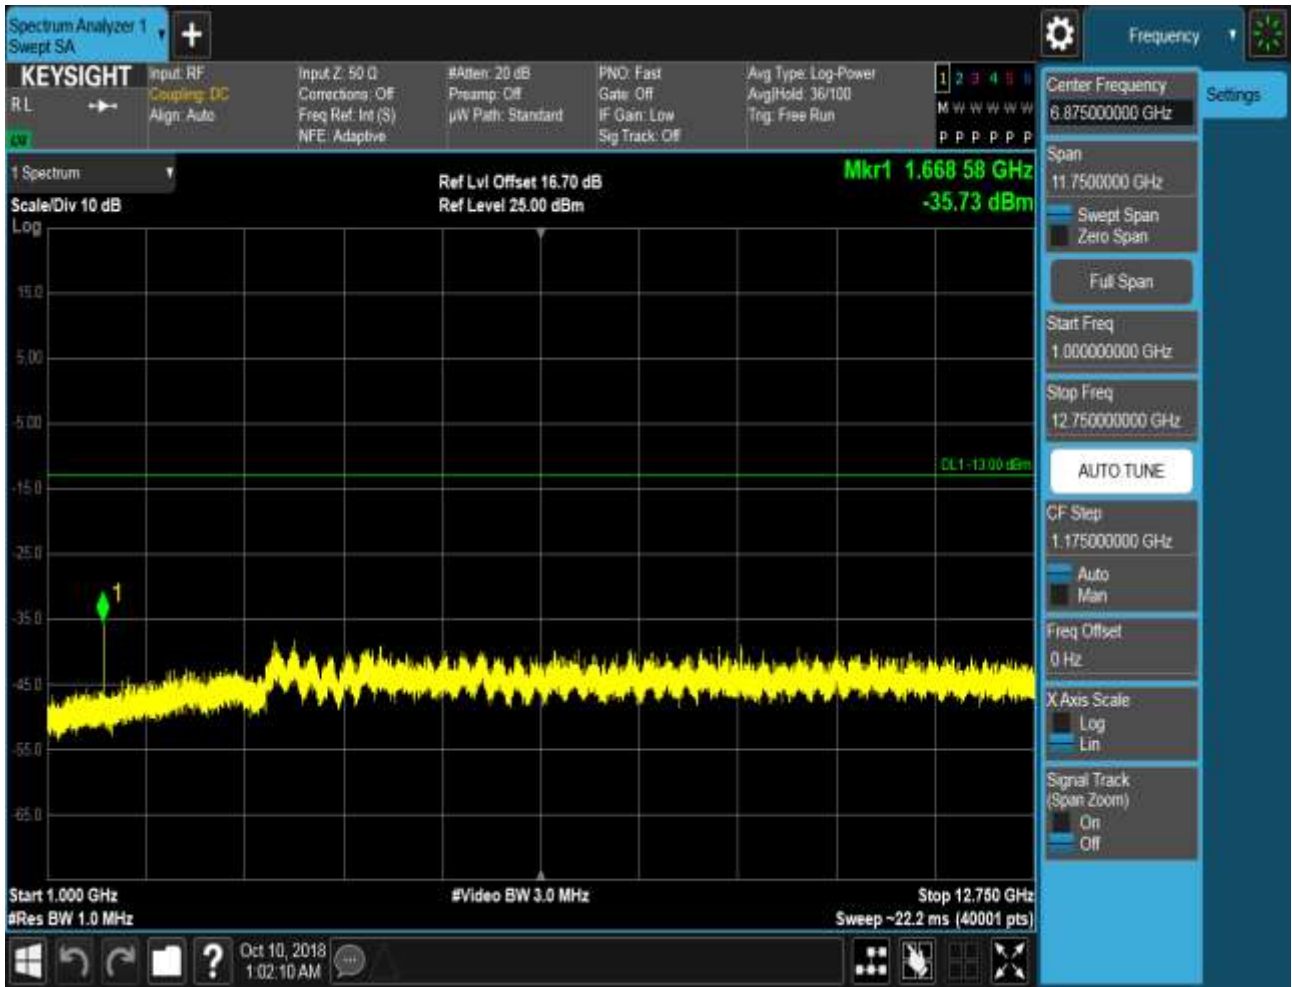 Spectrum Analyzer 1
Swept SA
+
Frequency
KEYSIGHT
RL
LXI
Input: RF
Coupling: DC
Align: Auto
Input Z: 50 Ω
Corrections: Off
Freq Ref: Int (S)
NFE: Adaptive
#Atten: 20 dB
Preamp: Off
µW Path: Standard
PNO: Fast
Gate: Off
IF Gain: Low
Sig Track: Off
Avg Type: Log-Power
Avg|Hold: 36/100
Trig: Free Run
1 2 3 4 5 6
M W W W W W
P P P P P P
1 Spectrum
Scale/Div 10 dB
Log
Ref Lvl Offset 16.70 dB
Ref Level 25.00 dBm
Mkr1 1.668 58 GHz
-35.73 dBm
15.0
5.00
-5.00
-15.0
-25.0
-35.0
-45.0
-55.0
-65.0
DL1 -13.00 dBm
1
Start 1.000 GHz
#Res BW 1.0 MHz
#Video BW 3.0 MHz
Stop 12.750 GHz
Sweep ~22.2 ms (40001 pts)
?
Oct 10, 2018
1:02:10 AM
Center Frequency
6.875000000 GHz
Settings
Span
11.7500000 GHz
Swept Span
Zero Span
Full Span
Start Freq
1.000000000 GHz
Stop Freq
12.750000000 GHz
AUTO TUNE
CF Step
1.175000000 GHz
Auto
Man
Freq Offset
0 Hz
X Axis Scale
Log
Lin
Signal Track
(Span Zoom)
On
Off